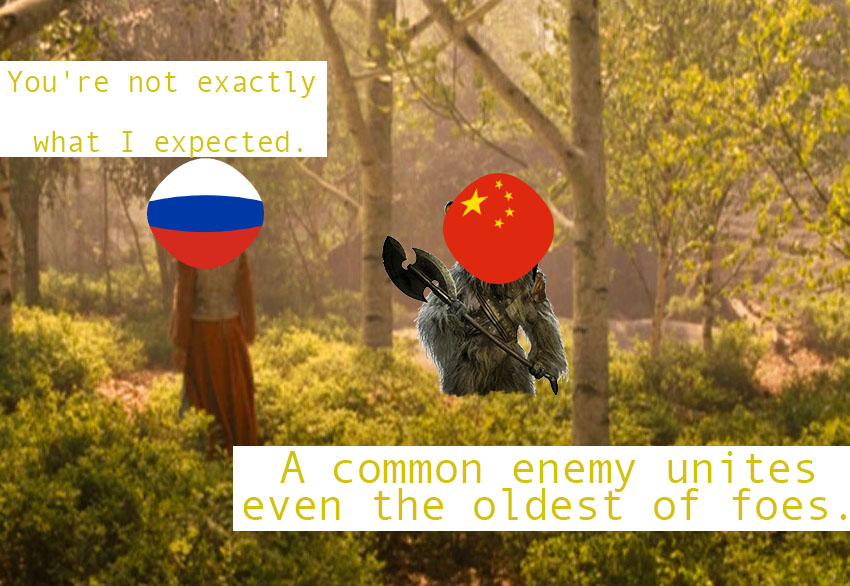 You're not exactly
what I expected.
A common enemy unites
even the oldest of foes.